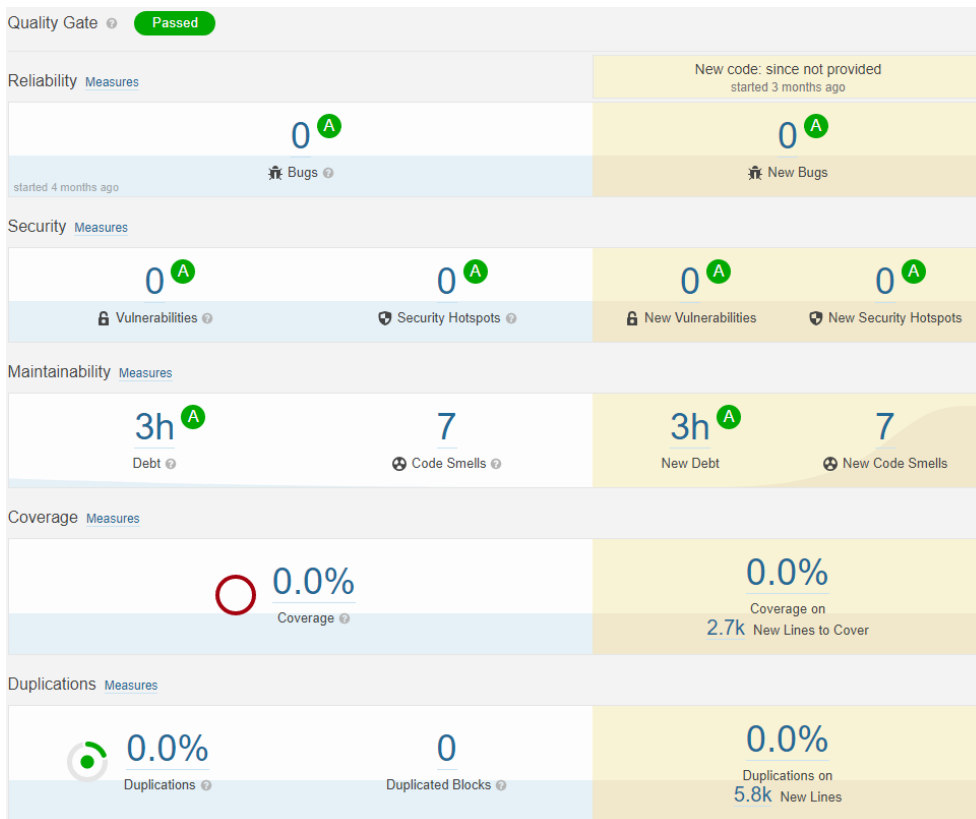 Quality Gate ? Passed
Reliability Measures
New code: since not provided
started 3 months ago
0 A
0 A
Bugs ?
New Bugs
started 4 months ago
Security Measures
0 A 0 A 0 A 0 A
Vulnerabilities ? Security Hotspots ? New Vulnerabilities New Security Hotspots
Maintainability Measures
3h A 7 3h A 7
Debt ? Code Smells ? New Debt New Code Smells
Coverage Measures
0.0%
Coverage ?
0.0%
Coverage on
2.7k New Lines to Cover
Duplications Measures
0.0% 0
Duplications ? Duplicated Blocks ?
0.0%
Duplications on
5.8k New Lines